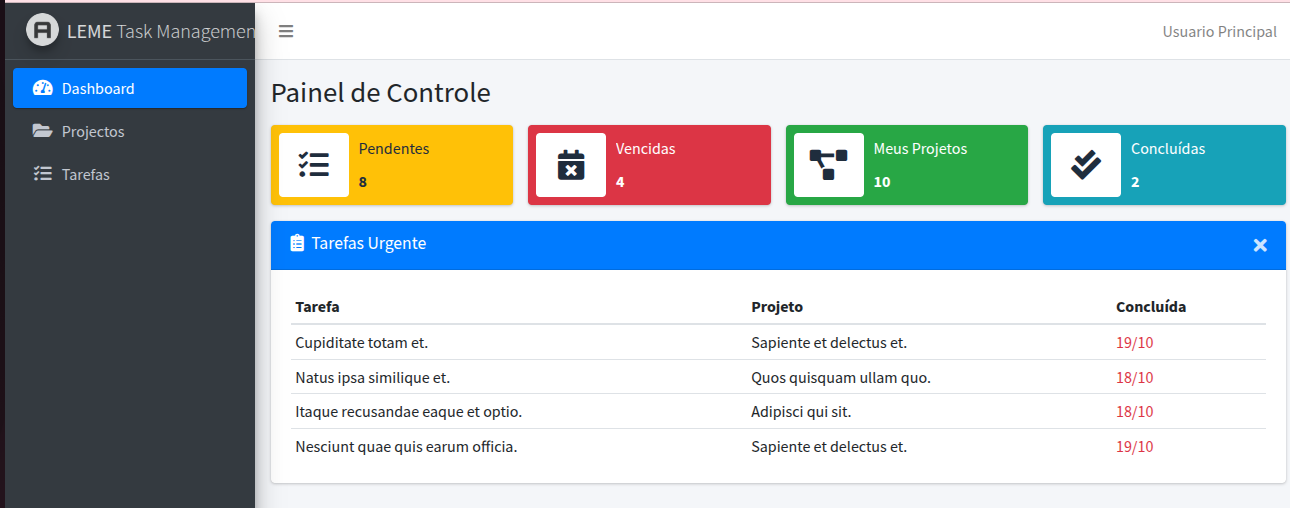 LEME Task Managemen
Usuario Principal
Dashboard
Projectos
Tarefas
Painel de Controle
Pendentes
8
Vencidas
4
Meus Projetos
10
Concluídas
2
Tarefas Urgente
Tarefa Projeto Concluída
Cupiditate totam et. Sapiente et delectus et. 19/10
Natus ipsa similique et. Quos quisquam ullam quo. 18/10
Itaque recusandae eaque et optio. Adipisci qui sit. 18/10
Nesciunt quae quis earum officia. Sapiente et delectus et. 19/10